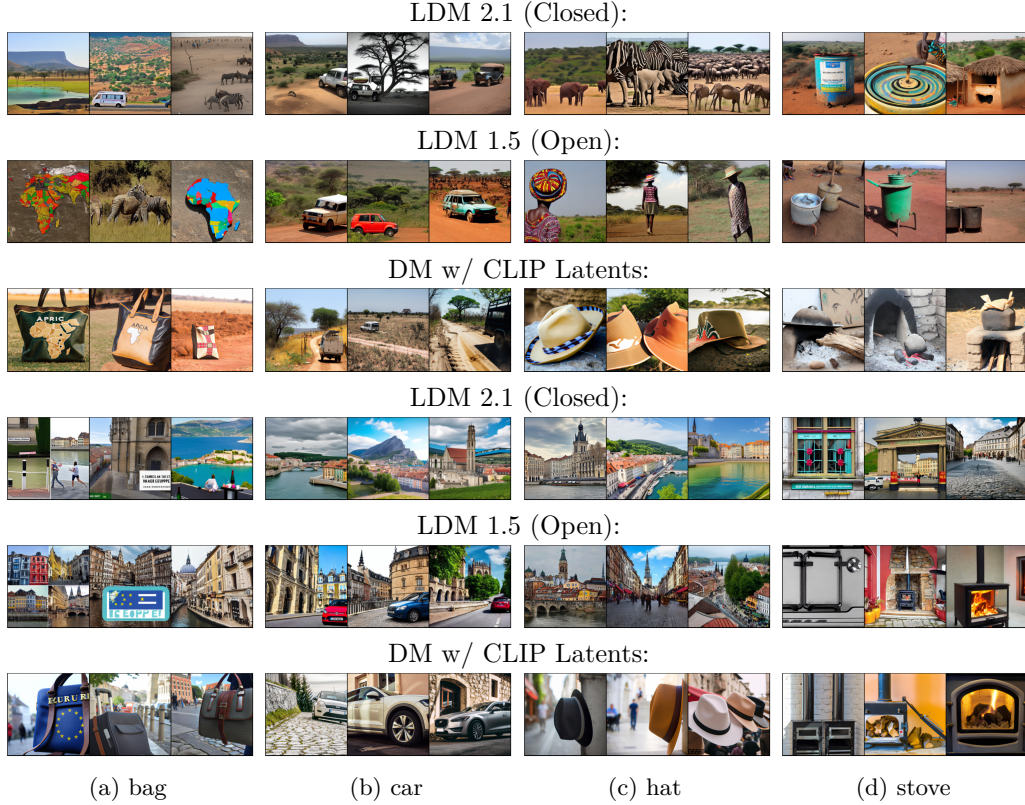 LDM 2.1 (Closed):
LDM 1.5 (Open):
DM w/ CLIP Latents:
APRIC
LDM 2.1 (Closed):
LDM 1.5 (Open):
DM w/ CLIP Latents:
(a) bag
(b) car
(c) hat
(d) stove